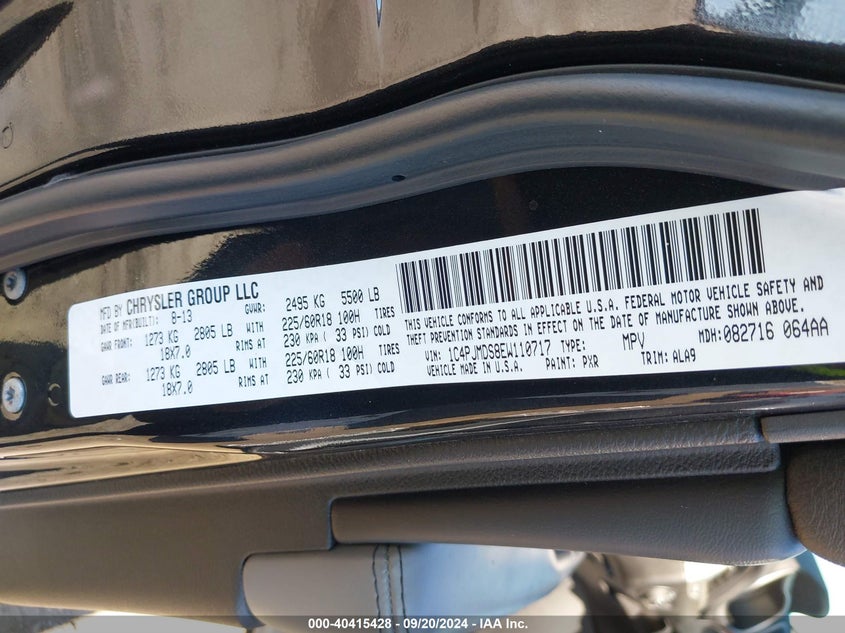 MFD BY CHRYSLER GROUP LLC
DATE OF MFR(BUILT): 8-13 GVWR: 2495 KG 5500 LB
GAWR FRONT: 1273 KG 2805 LB WITH 225/60R18 100H TIRES
18X7.0 RIMS AT 230 KPA ( 33 PSI) COLD
GAWR REAR: 1273 KG 2805 LB WITH 225/60R18 100H TIRES
18X7.0 RIMS AT 230 KPA ( 33 PSI) COLD
THIS VEHICLE CONFORMS TO ALL APPLICABLE U.S.A. FEDERAL MOTOR VEHICLE SAFETY AND
THEFT PREVENTION STANDARDS IN EFFECT ON THE DATE OF MANUFACTURE SHOWN ABOVE.
VIN: 1C4PJMDS8EW110717 TYPE: MPV MDH: 082716 064AA
VEHICLE MADE IN U.S.A. PAINT: PXR TRIM: ALA9
000-40415428 - 09/20/2024 - IAA Inc.